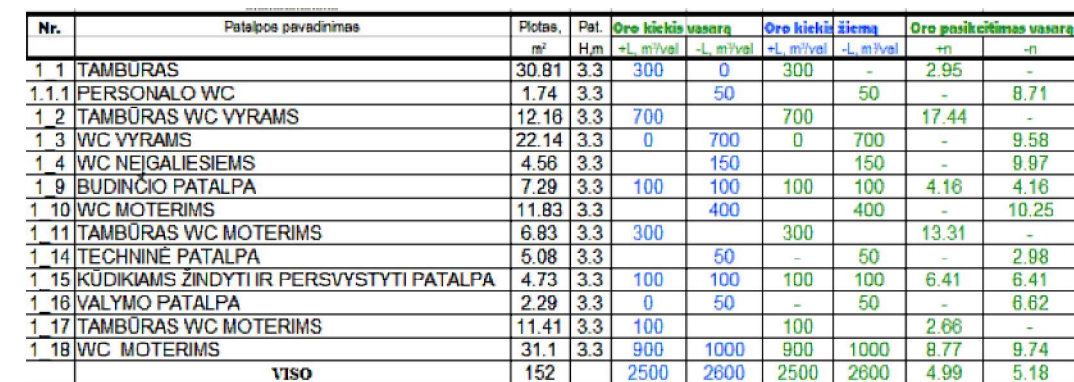 Nr. Patalpos pavadinimas Plotas, Pat. Oro kiekis vasarą Oro kiekis žiemą Oro pasikeitimas vasarą
m² H,m +L, m³/val -L, m³/val +L, m³/val -L, m³/val +n -n
1_1 TAMBŪRAS 30.81 3.3 300 0 300 - 2.95 -
1.1.1 PERSONALO WC 1.74 3.3 50 50 - 8.71
1_2 TAMBŪRAS WC VYRAMS 12.16 3.3 700 700 17.44 -
1_3 WC VYRAMS 22.14 3.3 0 700 0 700 - 9.58
1_4 WC NEĮGALIESIEMS 4.56 3.3 150 150 - 9.97
1_9 BUDINČIO PATALPA 7.29 3.3 100 100 100 100 4.16 4.16
1_10 WC MOTERIMS 11.83 3.3 400 400 - 10.25
1_11 TAMBŪRAS WC MOTERIMS 6.83 3.3 300 300 13.31 -
1_14 TECHNINĖ PATALPA 5.08 3.3 50 - 50 - 2.98
1_15 KŪDIKIAMS ŽINDYTI IR PERSVYSTYTI PATALPA 4.73 3.3 100 100 100 100 6.41 6.41
1_16 VALYMO PATALPA 2.29 3.3 0 50 - 50 - 6.62
1_17 TAMBŪRAS WC MOTERIMS 11.41 3.3 100 100 2.66 -
1_18 WC MOTERIMS 31.1 3.3 900 1000 900 1000 8.77 9.74
VISO 152 2500 2600 2500 2600 4.99 5.18